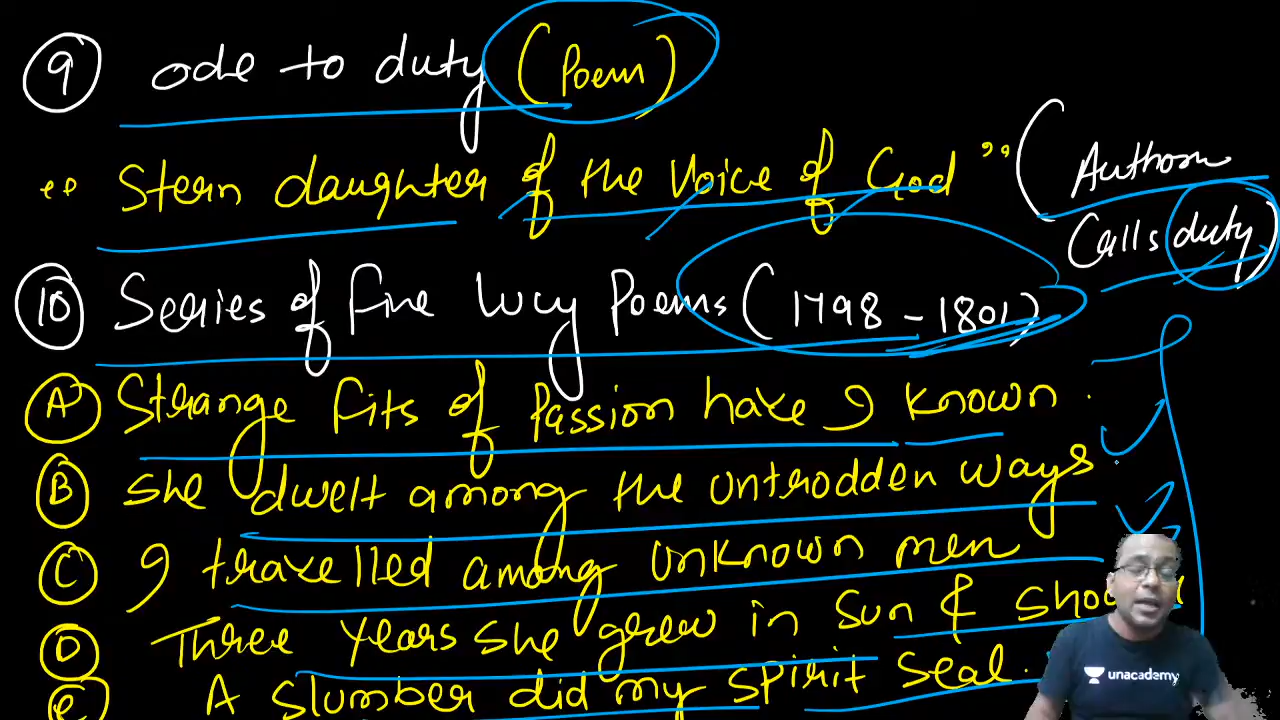 9 ode to duty (Poem)
"Stern daughter of the Voice of God" (Author
Calls duty)
10 Series of five Lucy Poems (1798-1801)
A Strange fits of Passion have I known.
B She dwelt among the untrodden ways.
C I travelled among unknown men
D Three years she grew in sun &
E A slumber did my spirit seal.
unacademy